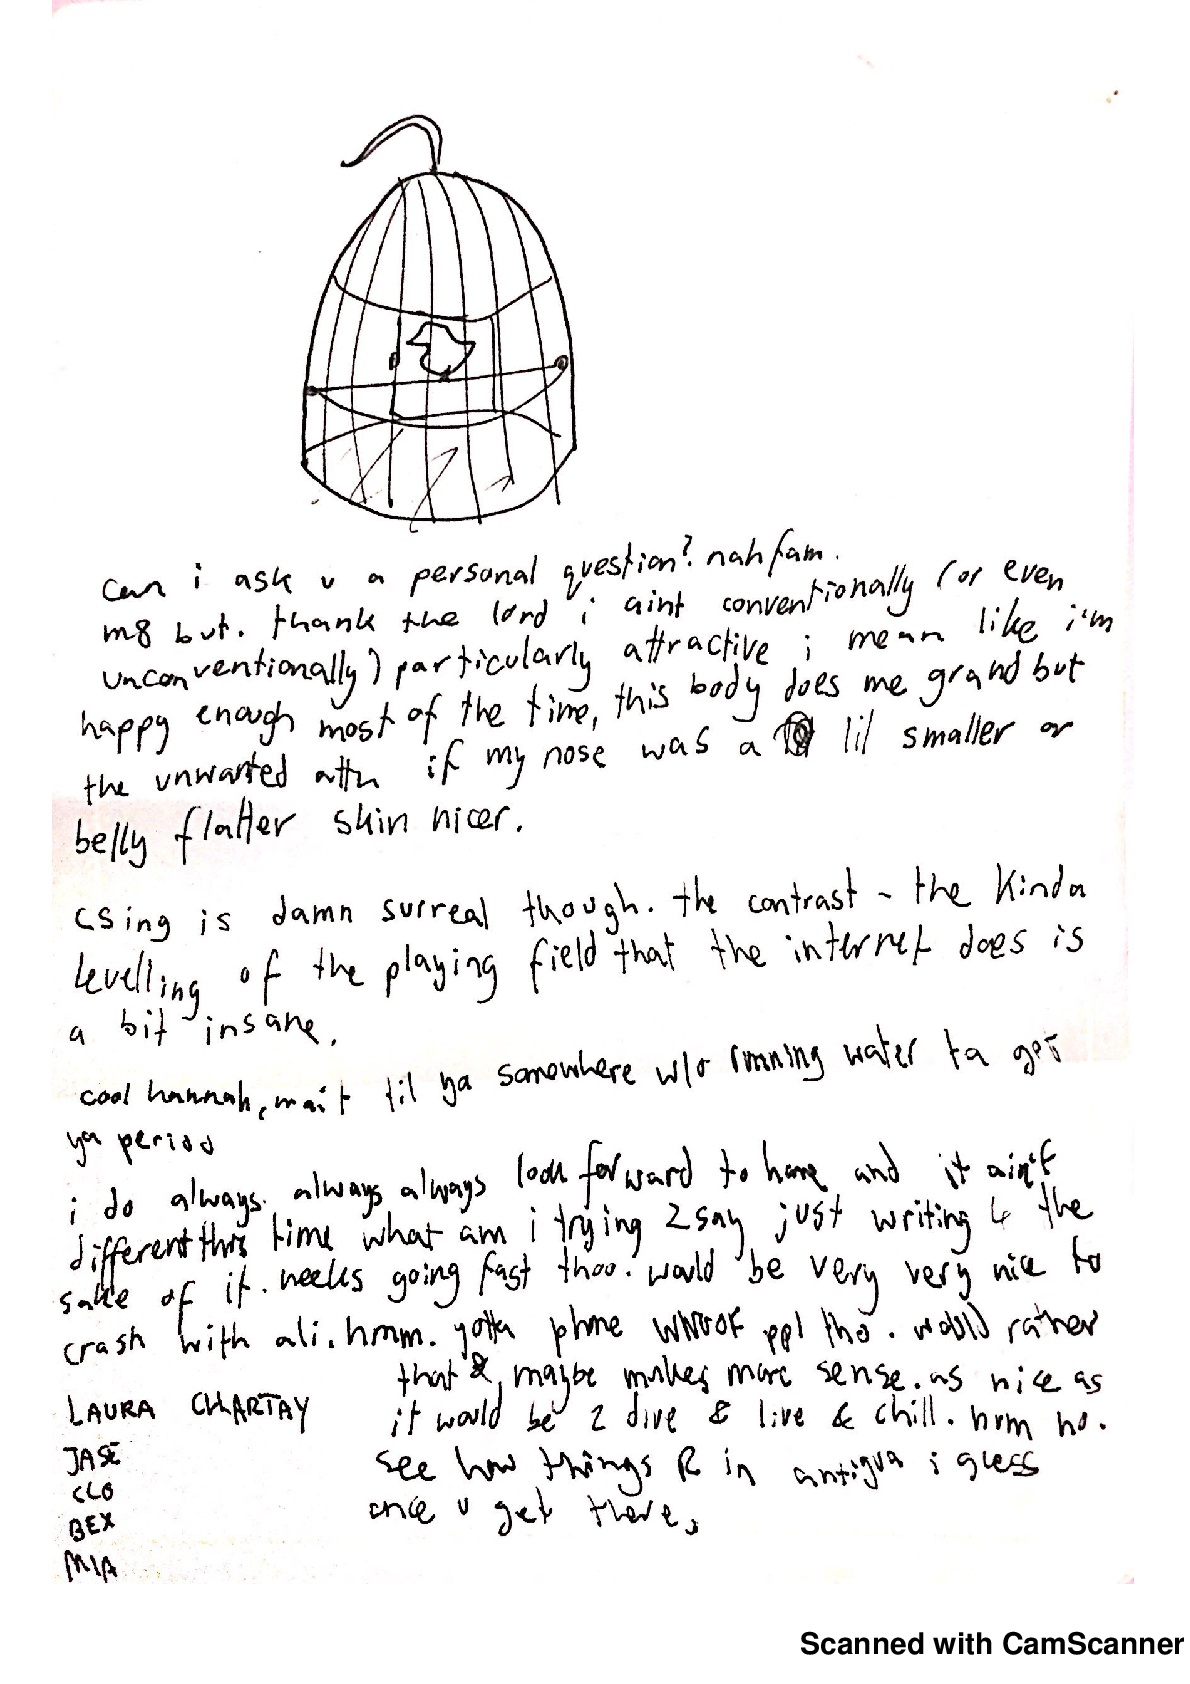 can i ask u a personal question? nah fam.
m8 but. thank the lord i aint conventionally (or even
unconventionally) particularly attractive i mean like i'm
happy enough most of the time, this body does me grand but
the unwanted attn if my nose was a lil smaller or
belly flatter skin nicer.
CSing is damn surreal though. the contrast - the kinda
levelling of the playing field that the internet does is
a bit insane.
cool hannah, wait til ya somewhere w/o running water ta get
ya period
i do always. always always look forward to home and it ain't
different this time what am i trying 2 say just writing 4 the
sake of it. weeks going fast thoo. would be very very nice to
crash with ali. hmm. gotta phone ppl tho. would rather
that &, maybe makes more sense. as nice as
it would be 2 dive & live & chill. hmm no.
see how things R in antigua i guess
once u get there.
LAURA CHARTAY
JASE
CLO
BEX
MIA
Scanned with CamScanner